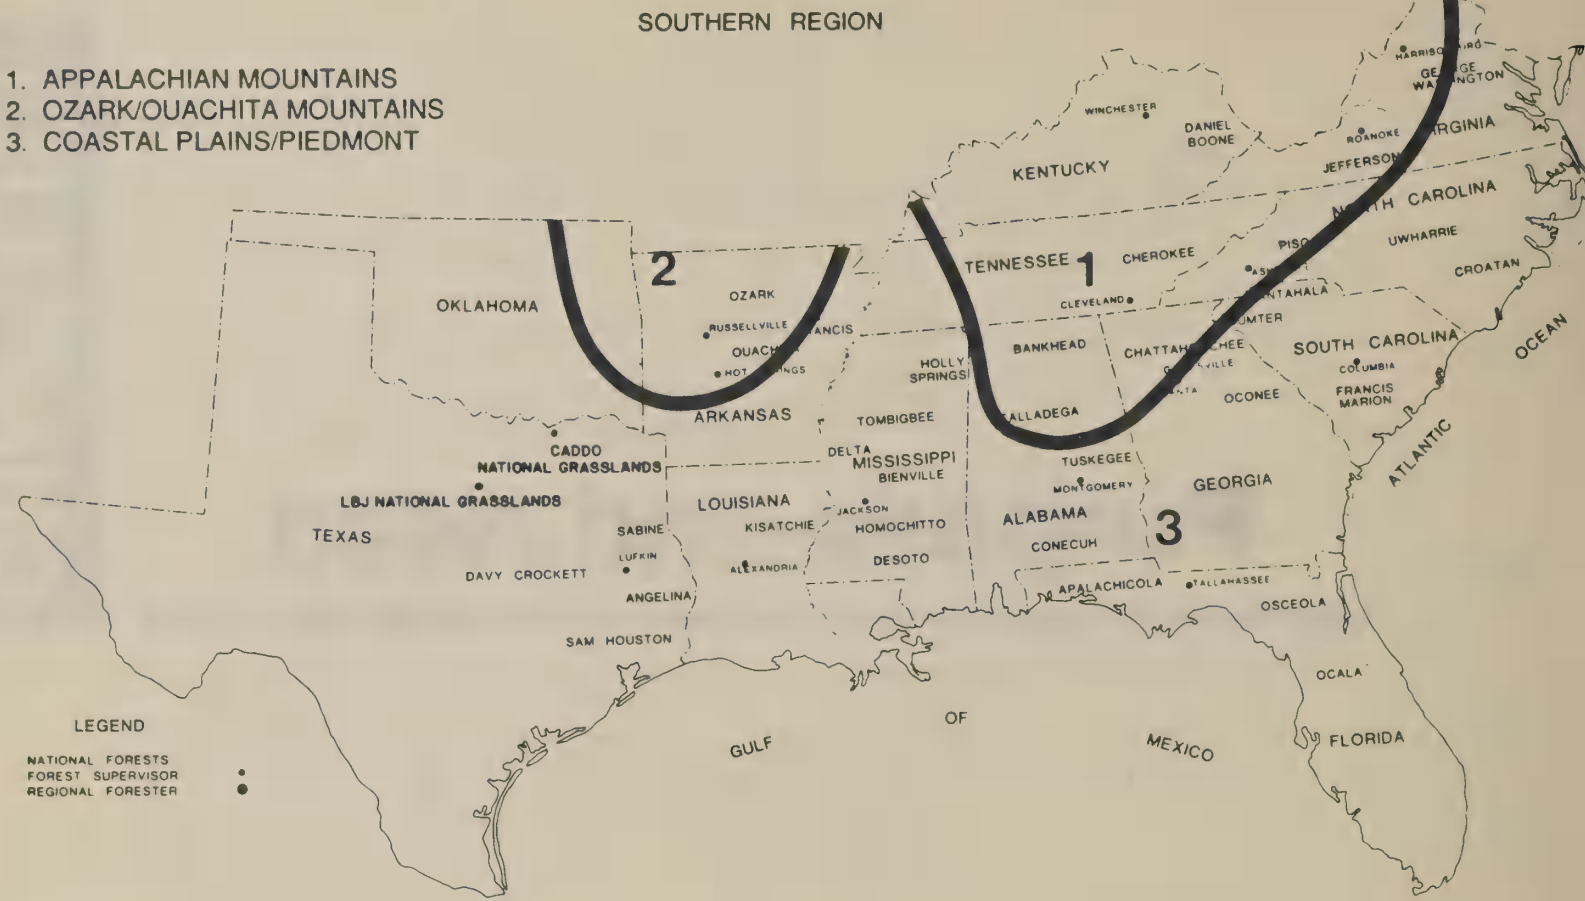 SOUTHERN REGION
1. APPALACHIAN MOUNTAINS
2. OZARK/OUACHITA MOUNTAINS
3. COASTAL PLAINS/PIEDMONT
WASHINGTON
WINCHESTER
DANIEL
BOONE
ROANOKE
KENTUCKY
JEFFERSON
CAROLINA
UWHARRIE
CROATAN
TENNESSEE
1
CHEROKEE
CLEVELAND
2
OZARK
OKLAHOMA
RUSSELLVILLE
HOT
ARKANSAS
HOLLY
SPRINGS
BANKHEAD
SOUTH CAROLINA
COLUMBIA
FRANCIS
MARION
OCONEE
OCEAN
ATLANTIC
TOMBIGBEE
DELTA
MISSISSIPPI
BIENVILLE
TUSKEGEE
MONTGOMERY
GEORGIA
CADDO
NATIONAL GRASSLANDS
LBJ NATIONAL GRASSLANDS
TEXAS
LOUISIANA
KISATCHIE
JACKSON
HOMOCHITTO
ALABAMA
3
CONECUH
DESOTO
SABINE
LUFKIN
DAVY CROCKETT
ALEXANDRIA
ANGELINA
APALACHICOLA
TALLAHASSEE
OSCEOLA
SAM HOUSTON
OCALA
FLORIDA
GULF
OF
MEXICO
LEGEND
NATIONAL FORESTS
FOREST SUPERVISOR
REGIONAL FORESTER